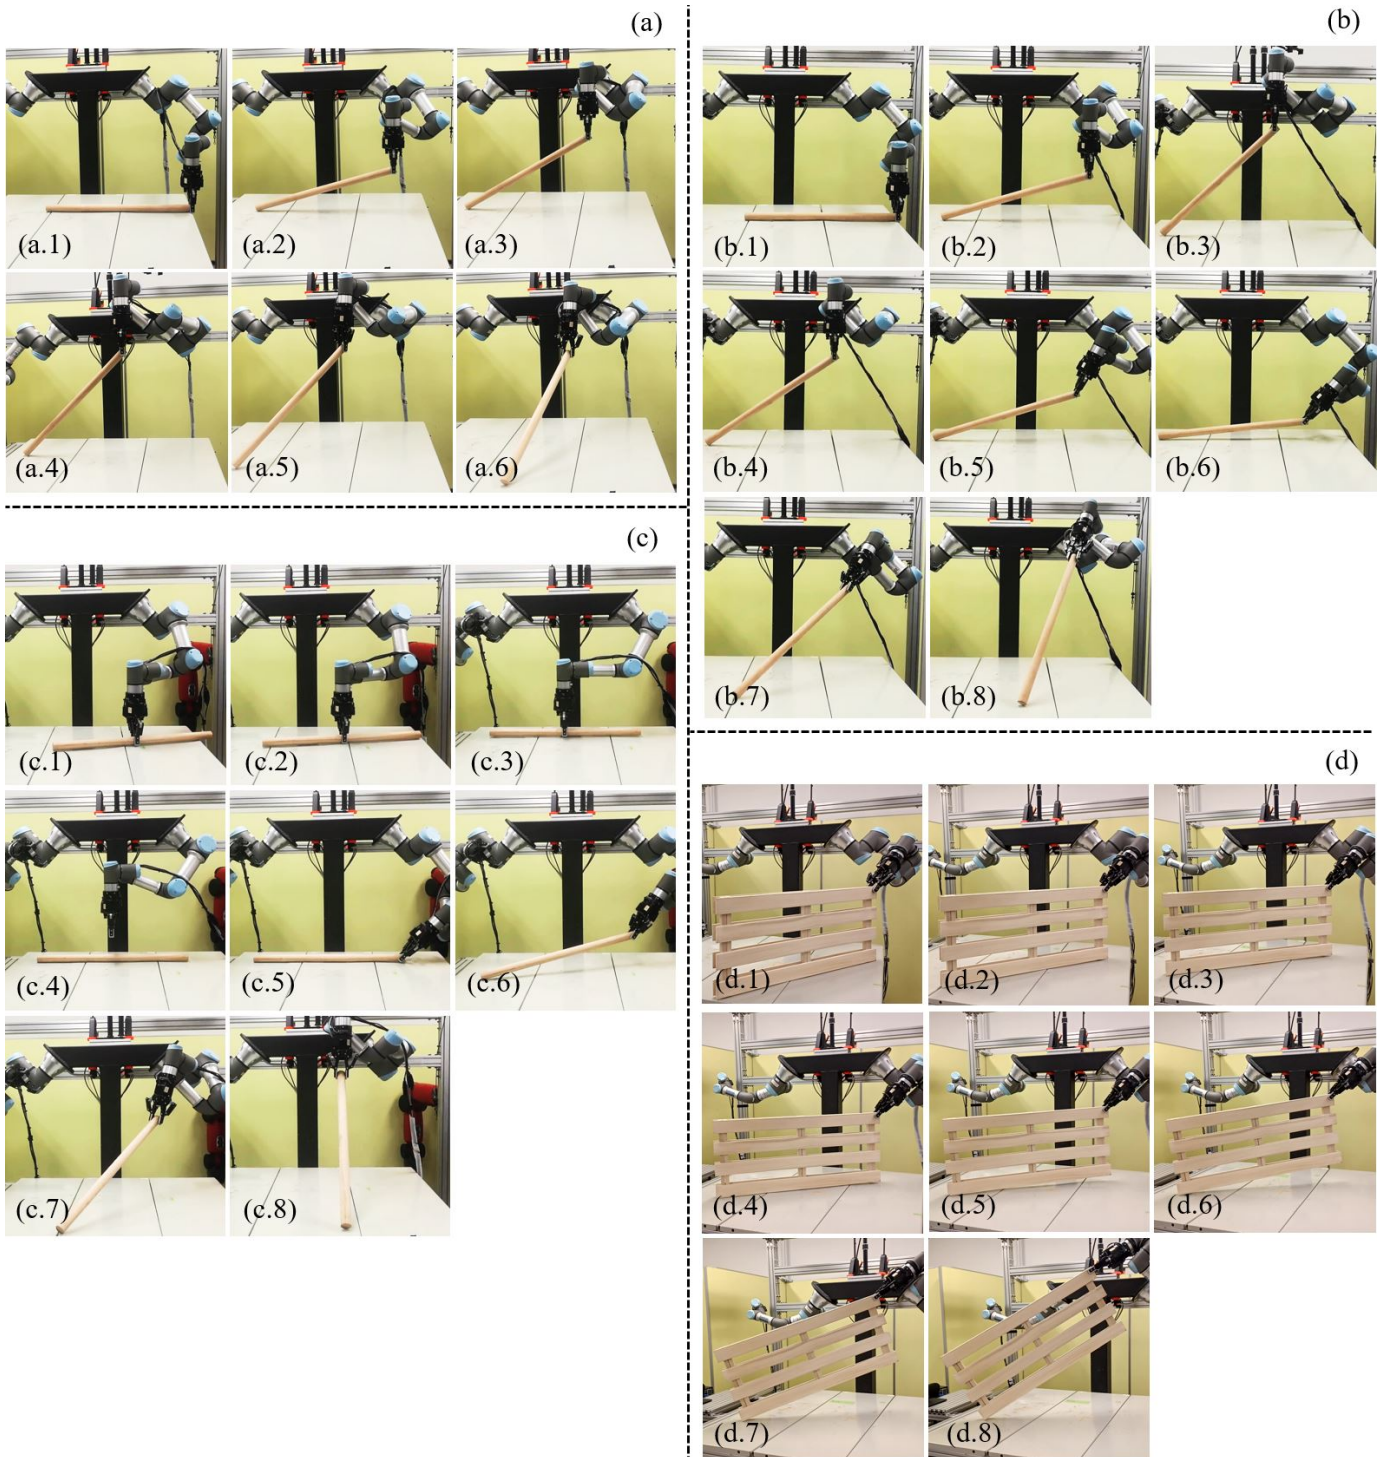 (a)
(a.1) (a.2) (a.3)
(a.4) (a.5) (a.6)
(b)
(b.1) (b.2) (b.3)
(b.4) (b.5) (b.6)
(b.7) (b.8)
(c)
(c.1) (c.2) (c.3)
(c.4) (c.5) (c.6)
(c.7) (c.8)
(d)
(d.1) (d.2) (d.3)
(d.4) (d.5) (d.6)
(d.7) (d.8)